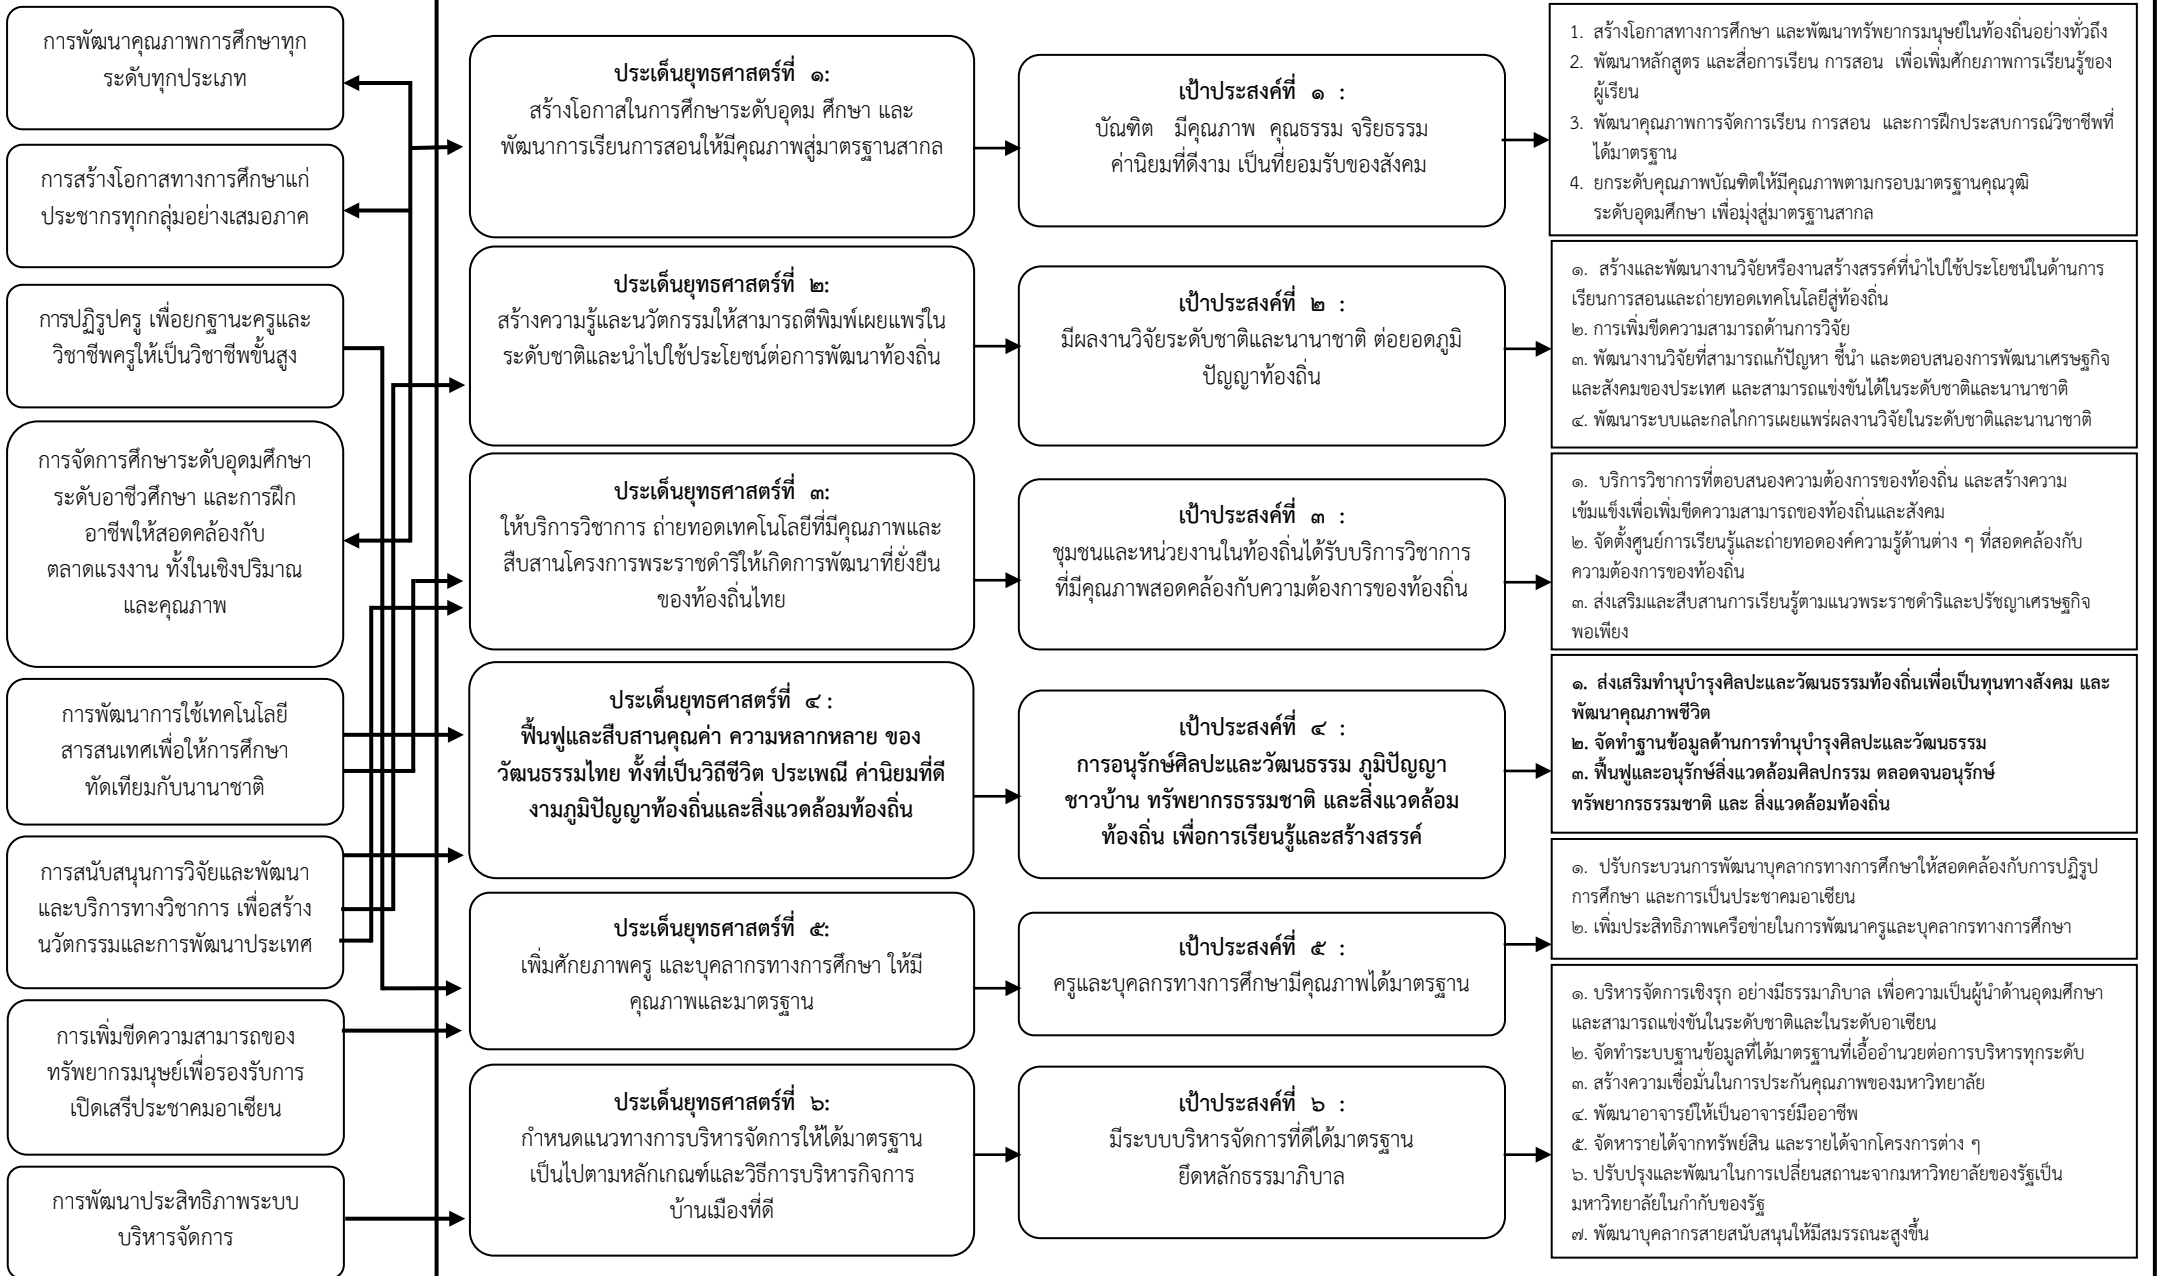 การพัฒนาคุณภาพการศึกษาทุก
ระดับทุกประเภท
การสร้างโอกาสทางการศึกษาแก่
ประชากรทุกกลุ่มอย่างเสมอภาค
การปฏิรูปครู เพื่อยกฐานะครูและ
วิชาชีพครูให้เป็นวิชาชีพขั้นสูง
การจัดการศึกษาระดับอุดมศึกษา
ระดับอาชีวศึกษา และการฝึก
อาชีพให้สอดคล้องกับ
ตลาดแรงงาน ทั้งในเชิงปริมาณ
และคุณภาพ
การพัฒนาการใช้เทคโนโลยี
สารสนเทศเพื่อให้การศึกษา
ทัดเทียมกับนานาชาติ
การสนับสนุนการวิจัยและพัฒนา
และบริการทางวิชาการ เพื่อสร้าง
นวัตกรรมและการพัฒนาประเทศ
การเพิ่มขีดความสามารถของ
ทรัพยากรมนุษย์เพื่อรองรับการ
เปิดเสรีประชาคมอาเซียน
การพัฒนาประสิทธิภาพระบบ
บริหารจัดการ
ประเด็นยุทธศาสตร์ที่ ๑:
สร้างโอกาสในการศึกษาระดับอุดม ศึกษา และ
พัฒนาการเรียนการสอนให้มีคุณภาพสู่มาตรฐานสากล
ประเด็นยุทธศาสตร์ที่ ๒:
สร้างความรู้และนวัตกรรมให้สามารถตีพิมพ์เผยแพร่ใน
ระดับชาติและนำไปใช้ประโยชน์ต่อการพัฒนาท้องถิ่น
ประเด็นยุทธศาสตร์ที่ ๓:
ให้บริการวิชาการ ถ่ายทอดเทคโนโลยีที่มีคุณภาพและ
สืบสานโครงการพระราชดำริให้เกิดการพัฒนาที่ยั่งยืน
ของท้องถิ่นไทย
ประเด็นยุทธศาสตร์ที่ ๔ :
ฟื้นฟูและสืบสานคุณค่า ความหลากหลาย ของ
วัฒนธรรมไทย ทั้งที่เป็นวิถีชีวิต ประเพณี ค่านิยมที่ดี
งามภูมิปัญญาท้องถิ่นและสิ่งแวดล้อมท้องถิ่น
ประเด็นยุทธศาสตร์ที่ ๕:
เพิ่มศักยภาพครู และบุคลากรทางการศึกษา ให้มี
คุณภาพและมาตรฐาน
ประเด็นยุทธศาสตร์ที่ ๖:
กำหนดแนวทางการบริหารจัดการให้ได้มาตรฐาน
เป็นไปตามหลักเกณฑ์และวิธีการบริหารกิจการ
บ้านเมืองที่ดี
เป้าประสงค์ที่ ๑ :
บัณฑิต มีคุณภาพ คุณธรรม จริยธรรม
ค่านิยมที่ดีงาม เป็นที่ยอมรับของสังคม
เป้าประสงค์ที่ ๒ :
มีผลงานวิจัยระดับชาติและนานาชาติ ต่อยอดภูมิ
ปัญญาท้องถิ่น
เป้าประสงค์ที่ ๓ :
ชุมชนและหน่วยงานในท้องถิ่นได้รับบริการวิชาการ
ที่มีคุณภาพสอดคล้องกับความต้องการของท้องถิ่น
เป้าประสงค์ที่ ๔ :
การอนุรักษ์ศิลปะและวัฒนธรรม ภูมิปัญญา
ชาวบ้าน ทรัพยากรธรรมชาติ และสิ่งแวดล้อม
ท้องถิ่น เพื่อการเรียนรู้และสร้างสรรค์
เป้าประสงค์ที่ ๕ :
ครูและบุคลกรทางการศึกษามีคุณภาพได้มาตรฐาน
เป้าประสงค์ที่ ๖ :
มีระบบบริหารจัดการที่ดีได้มาตรฐาน
ยึดหลักธรรมาภิบาล
1. สร้างโอกาสทางการศึกษา และพัฒนาทรัพยากรมนุษย์ในท้องถิ่นอย่างทั่วถึง
2. พัฒนาหลักสูตร และสื่อการเรียน การสอน เพื่อเพิ่มศักยภาพการเรียนรู้ของ
ผู้เรียน
3. พัฒนาคุณภาพการจัดการเรียน การสอน และการฝึกประสบการณ์วิชาชีพที่
ได้มาตรฐาน
4. ยกระดับคุณภาพบัณฑิตให้มีคุณภาพตามกรอบมาตรฐานคุณวุฒิ
ระดับอุดมศึกษา เพื่อมุ่งสู่มาตรฐานสากล
๑. สร้างและพัฒนางานวิจัยหรืองานสร้างสรรค์ที่นำไปใช้ประโยชน์ในด้านการ
เรียนการสอนและถ่ายทอดเทคโนโลยีสู่ท้องถิ่น
๒. การเพิ่มขีดความสามารถด้านการวิจัย
๓. พัฒนางานวิจัยที่สามารถแก้ปัญหา ชี้นำ และตอบสนองการพัฒนาเศรษฐกิจ
และสังคมของประเทศ และสามารถแข่งขันได้ในระดับชาติและนานาชาติ
๔. พัฒนาระบบและกลไกการเผยแพร่ผลงานวิจัยในระดับชาติและนานาชาติ
๑. บริการวิชาการที่ตอบสนองความต้องการของท้องถิ่น และสร้างความ
เข้มแข็งเพื่อเพิ่มขีดความสามารถของท้องถิ่นและสังคม
๒. จัดตั้งศูนย์การเรียนรู้และถ่ายทอดองค์ความรู้ด้านต่าง ๆ ที่สอดคล้องกับ
ความต้องการของท้องถิ่น
๓. ส่งเสริมและสืบสานการเรียนรู้ตามแนวพระราชดำริและปรัชญาเศรษฐกิจ
พอเพียง
๑. ส่งเสริมทำนุบำรุงศิลปะและวัฒนธรรมท้องถิ่นเพื่อเป็นทุนทางสังคม และ
พัฒนาคุณภาพชีวิต
๒. จัดทำฐานข้อมูลด้านการทำนุบำรุงศิลปะและวัฒนธรรม
๓. ฟื้นฟูและอนุรักษ์สิ่งแวดล้อมศิลปกรรม ตลอดจนอนุรักษ์
ทรัพยากรธรรมชาติ และ สิ่งแวดล้อมท้องถิ่น
๑. ปรับกระบวนการพัฒนาบุคลากรทางการศึกษาให้สอดคล้องกับการปฏิรูป
การศึกษา และการเป็นประชาคมอาเซียน
๒. เพิ่มประสิทธิภาพเครือข่ายในการพัฒนาครูและบุคลากรทางการศึกษา
๑. บริหารจัดการเชิงรุก อย่างมีธรรมาภิบาล เพื่อความเป็นผู้นำด้านอุดมศึกษา
และสามารถแข่งขันในระดับชาติและในระดับอาเซียน
๒. จัดทำระบบฐานข้อมูลที่ได้มาตรฐานที่เอื้ออำนวยต่อการบริหารทุกระดับ
๓. สร้างความเชื่อมั่นในการประกันคุณภาพของมหาวิทยาลัย
๔. พัฒนาอาจารย์ให้เป็นอาจารย์มืออาชีพ
๕. จัดหารายได้จากทรัพย์สิน และรายได้จากโครงการต่าง ๆ
๖. ปรับปรุงและพัฒนาในการเปลี่ยนสถานะจากมหาวิทยาลัยของรัฐเป็น
มหาวิทยาลัยในกำกับของรัฐ
๗. พัฒนาบุคลากรสายสนับสนุนให้มีสมรรถนะสูงขึ้น